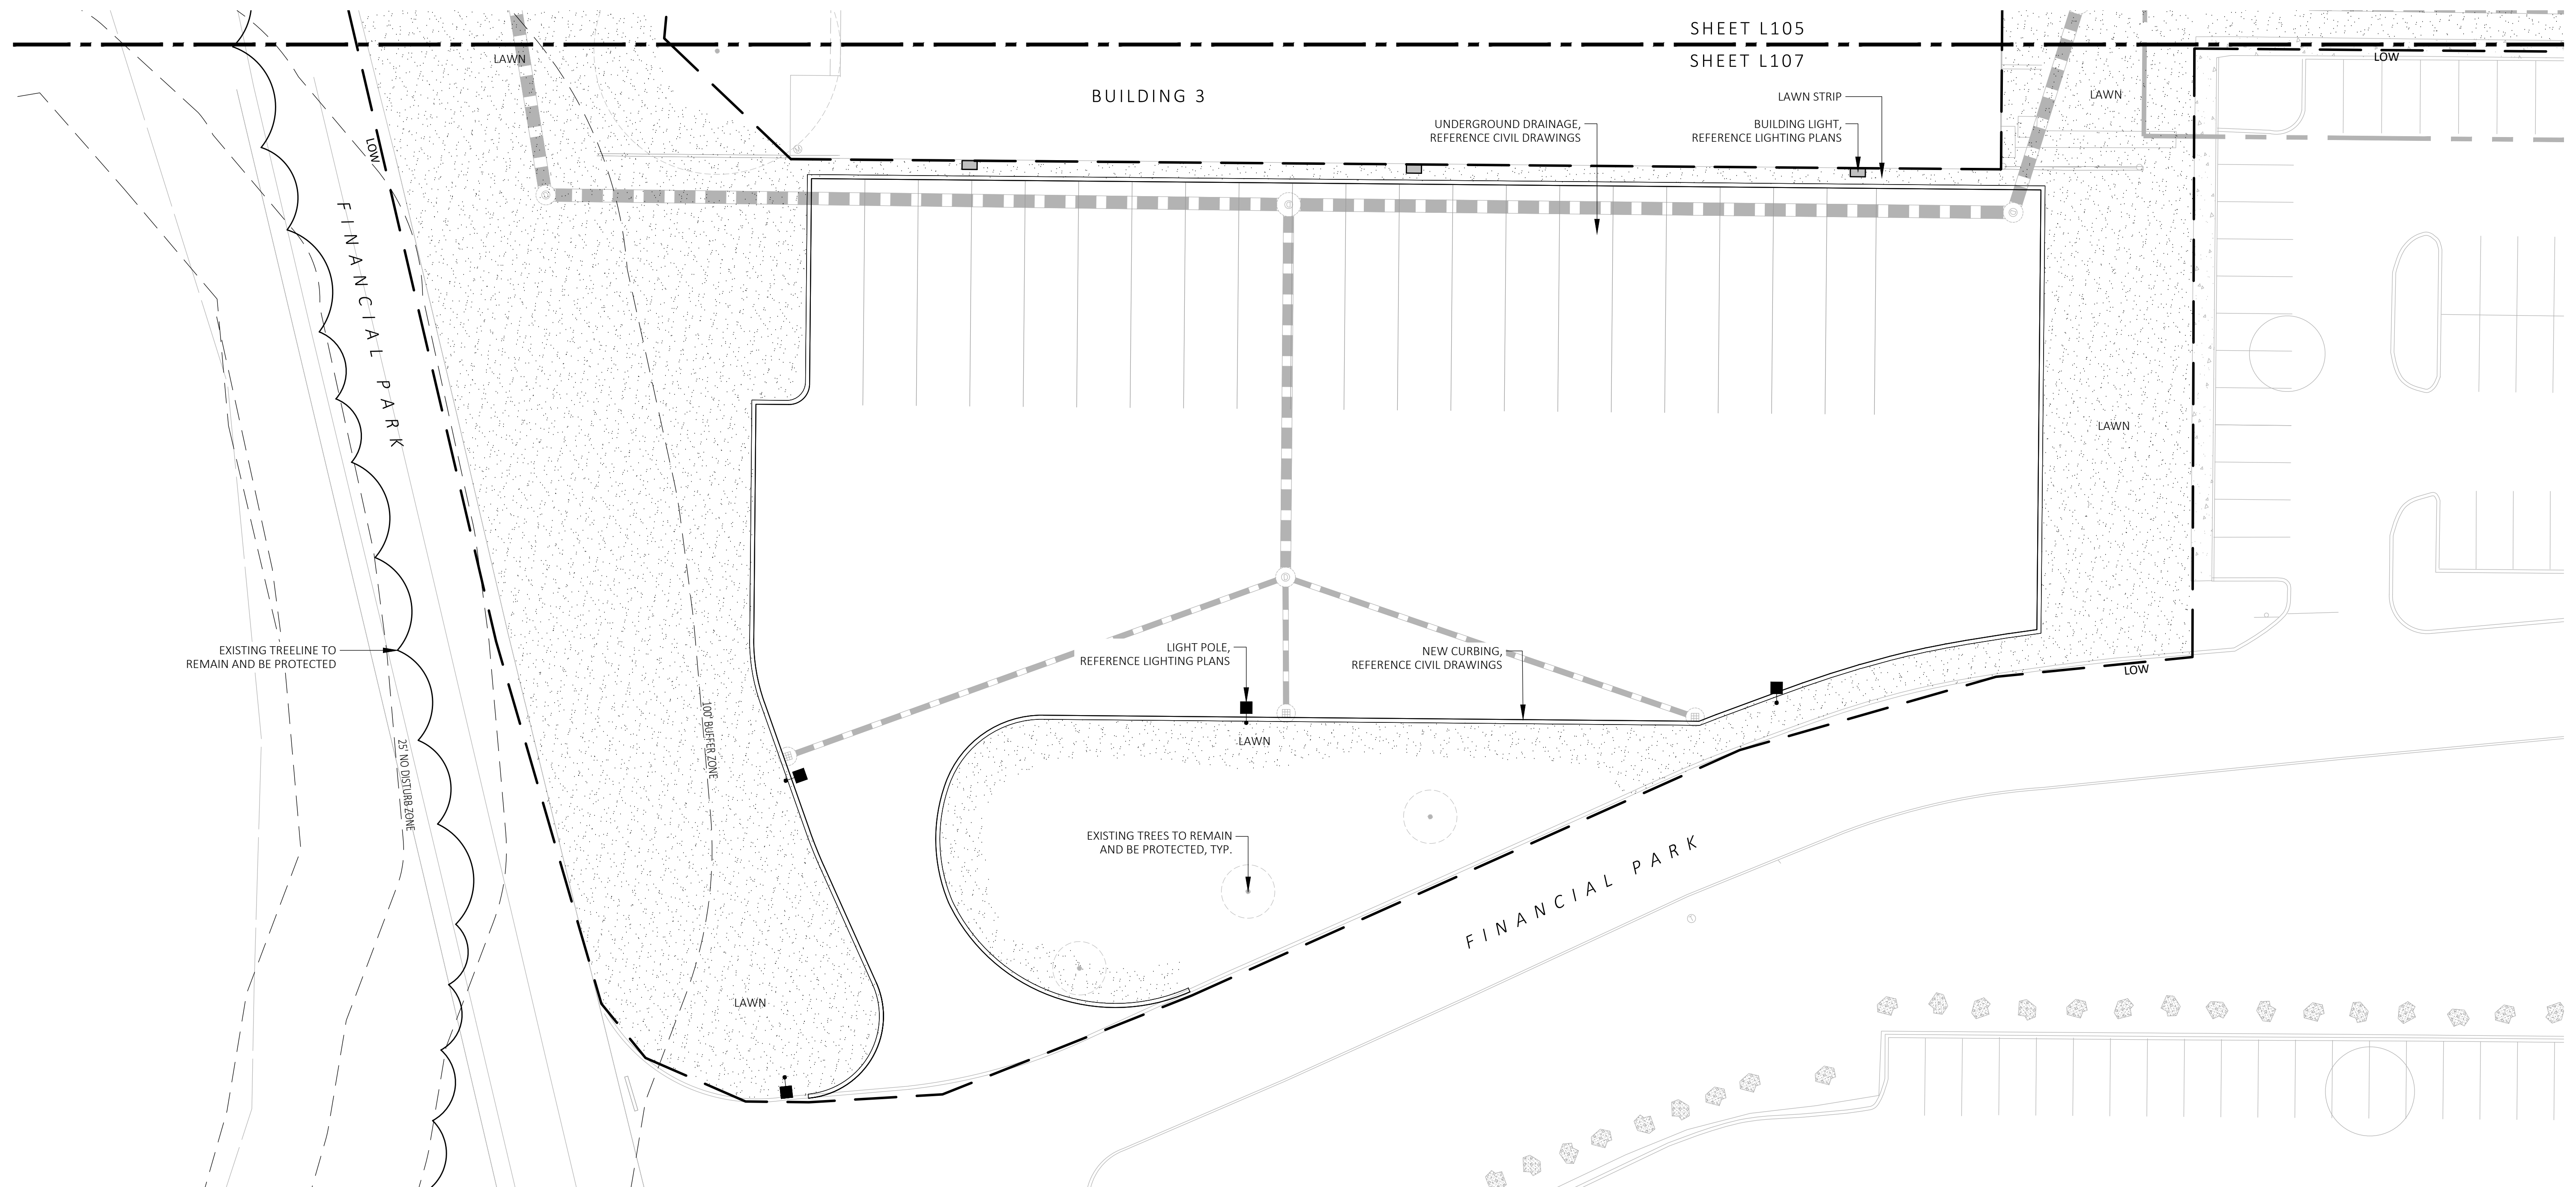 SHEET L105
SHEET L107
LAWN
LOW
BUILDING 3
LAWN STRIP
LAWN
UNDERGROUND DRAINAGE,
REFERENCE CIVIL DRAWINGS
BUILDING LIGHT,
REFERENCE LIGHTING PLANS
LOW
FINANCIAL PARK
LAWN
EXISTING TREELINE TO
REMAIN AND BE PROTECTED
LIGHT POLE,
REFERENCE LIGHTING PLANS
NEW CURBING,
REFERENCE CIVIL DRAWINGS
LOW
100' BUFFER ZONE
25' NO DISTURB ZONE
LAWN
EXISTING TREES TO REMAIN
AND BE PROTECTED, TYP.
FINANCIAL PARK
LAWN